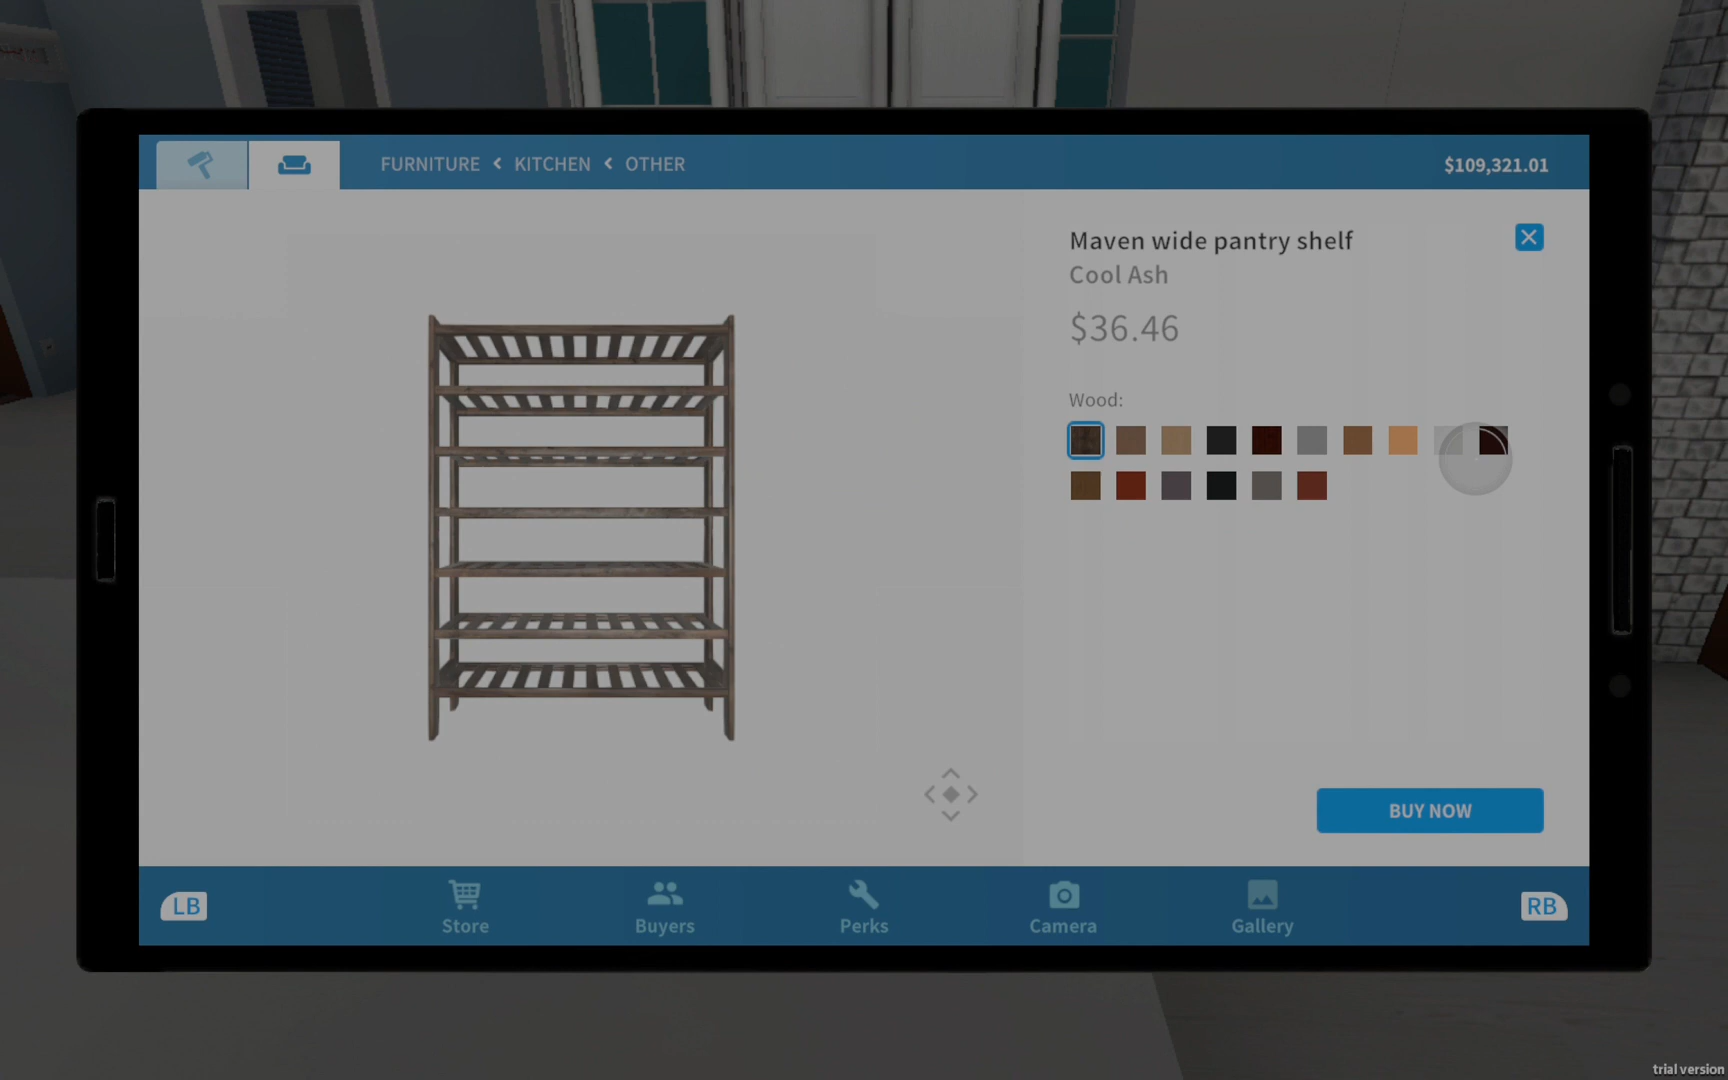 FURNITURE < KITCHEN < OTHER
$109,321.01
Maven wide pantry shelf
Cool Ash
$36.46
Wood:
BUY NOW
LB
Store
Buyers
Perks
Camera
Gallery
RB
trial version